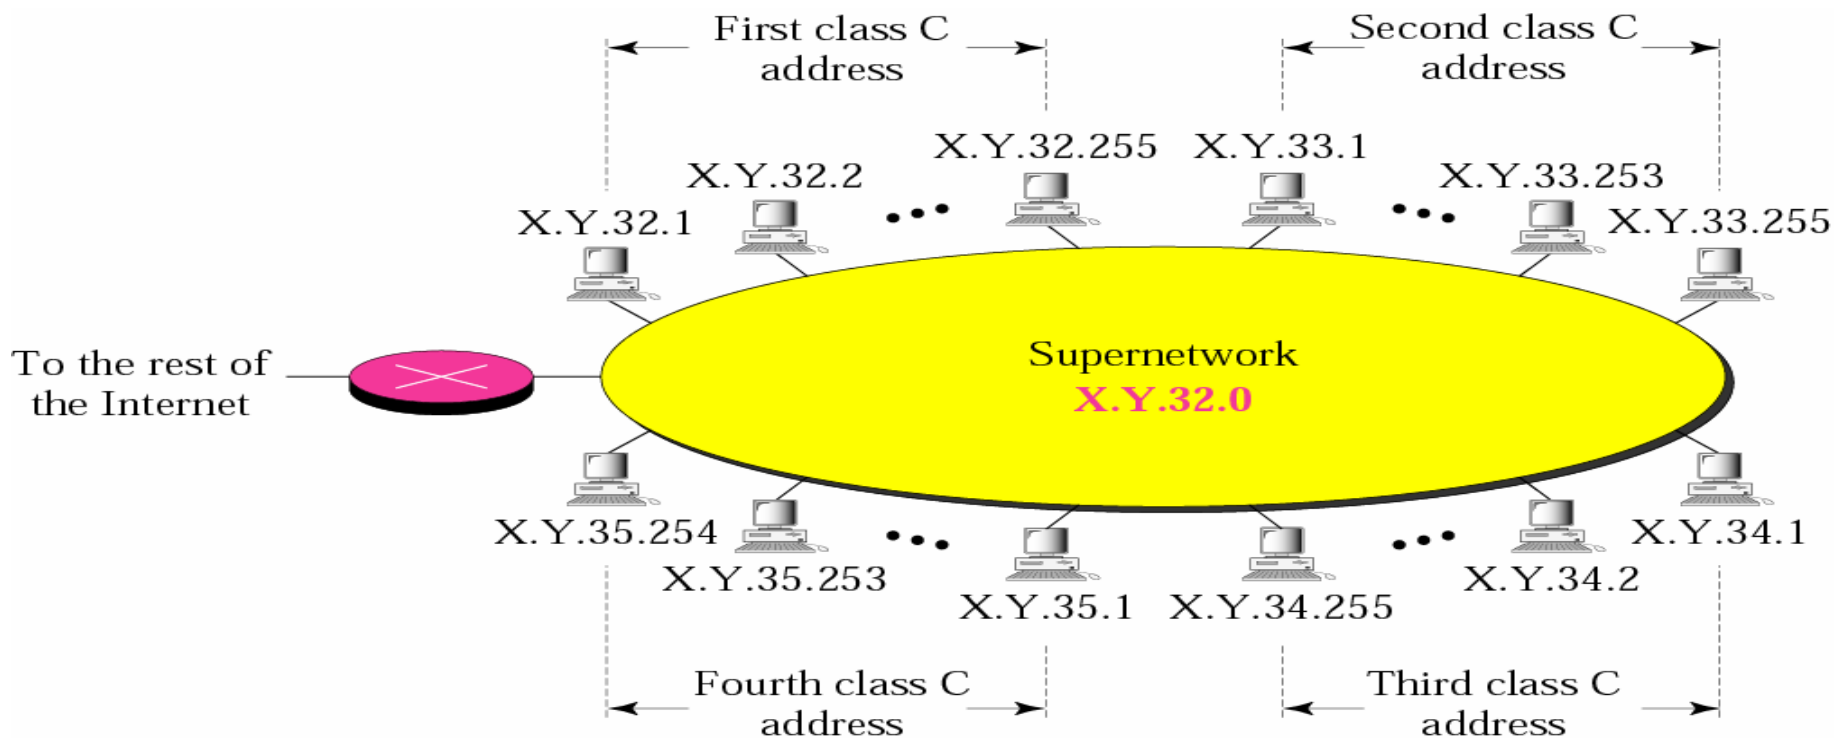 First class C
address
Second class C
address
X.Y.32.255
X.Y.33.1
X.Y.32.2
X.Y.33.253
X.Y.32.1
X.Y.33.255
To the rest of
the Internet
Supernetwork
X.Y.32.0
X.Y.35.254
X.Y.34.1
X.Y.35.253
X.Y.34.2
X.Y.35.1
X.Y.34.255
Fourth class C
address
Third class C
address